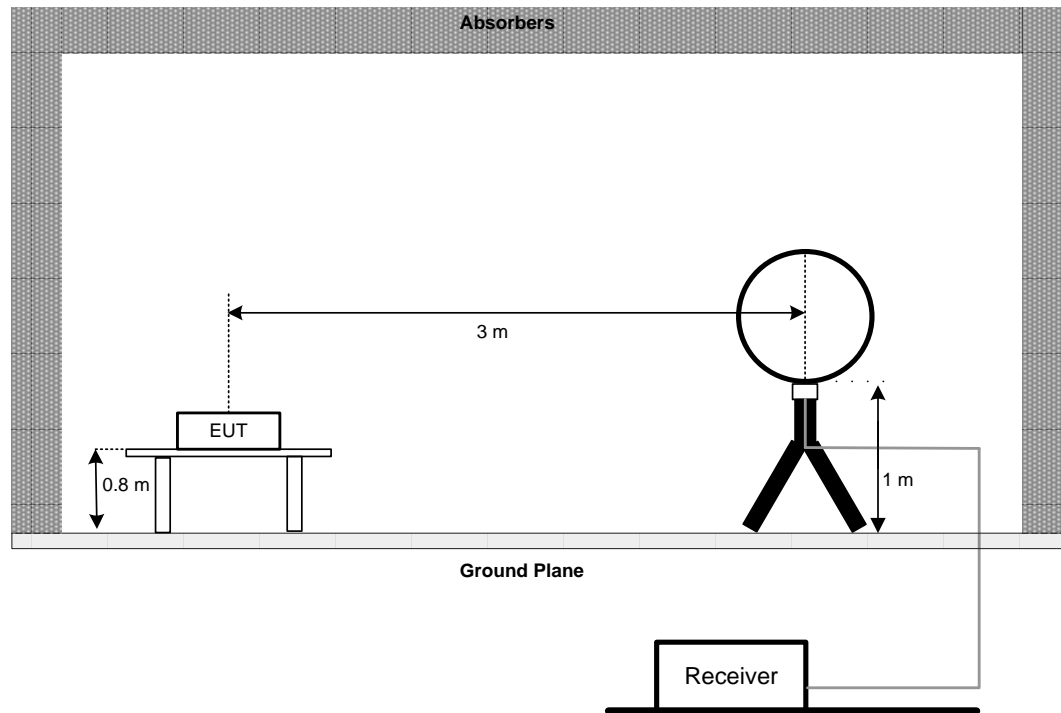 Absorbers
3 m
EUT
0.8 m
1 m
Ground Plane
Receiver